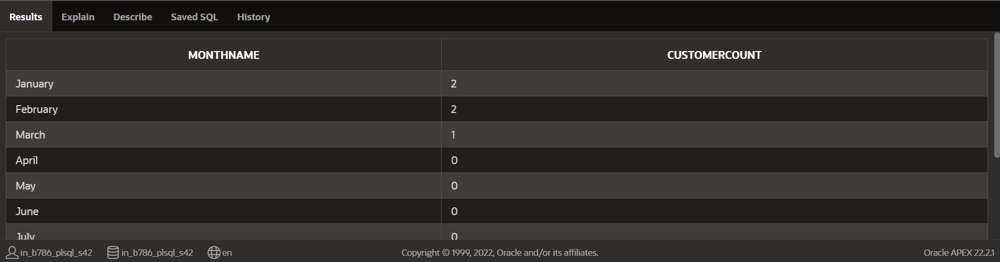 Results Explain Describe Saved SQL History
MONTHNAME CUSTOMERCOUNT
January 2
February 2
March 1
April 0
May 0
June 0
July 0
in_b786_plsql_s42 in_b786_plsql_s42 en Copyright © 1999, 2022, Oracle and/or its affiliates. Oracle APEX 22.2.1